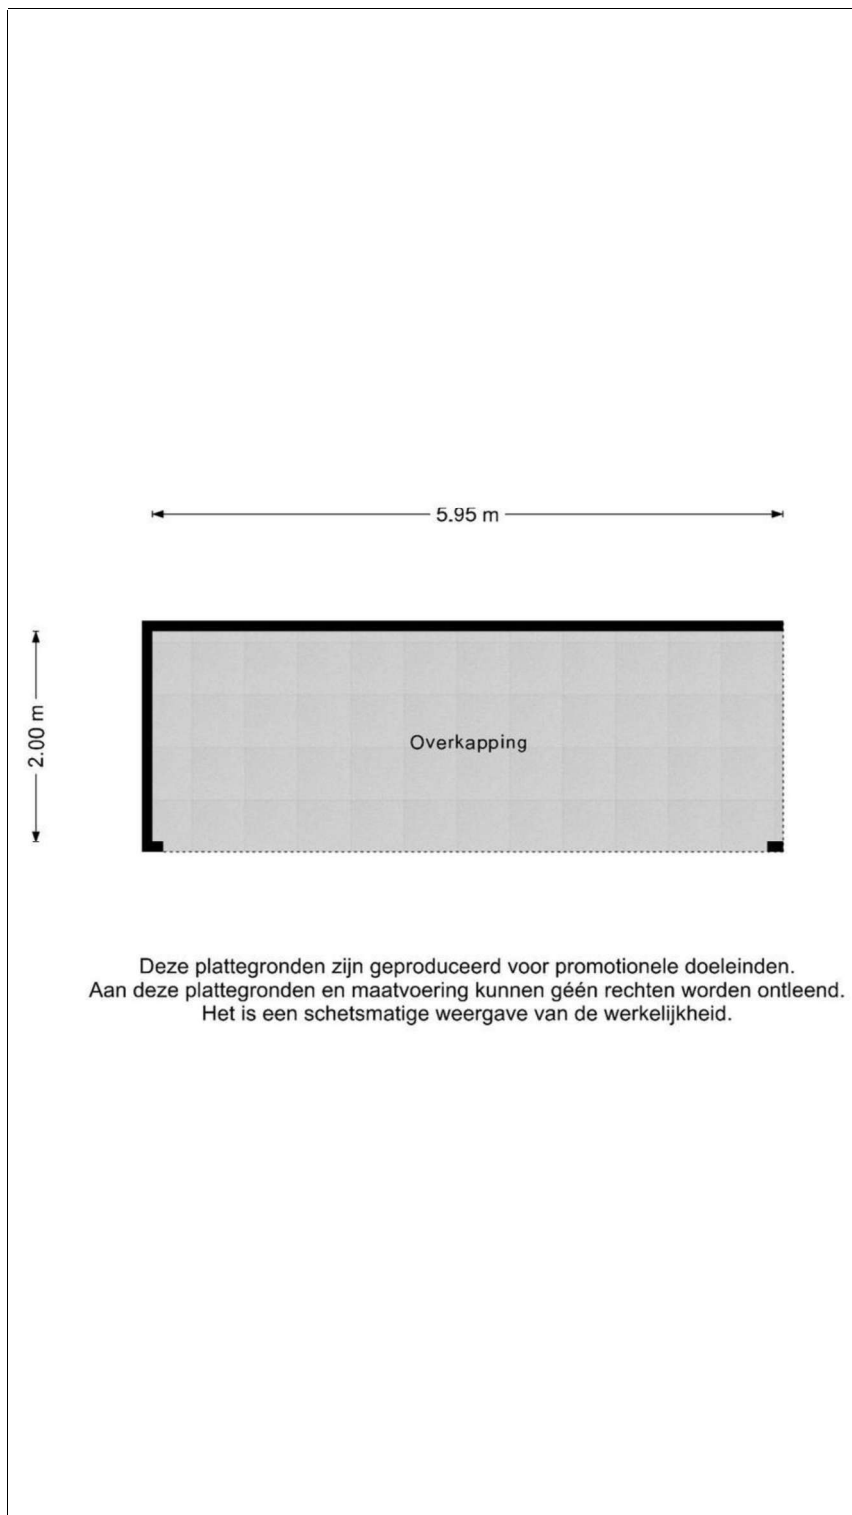 5.95 m
2.00 m
Overkapping
Deze plattegronden zijn geproduceerd voor promotionele doeleinden.
Aan deze plattegronden en maatvoering kunnen géén rechten worden ontleend.
Het is een schetsmatige weergave van de werkelijkheid.